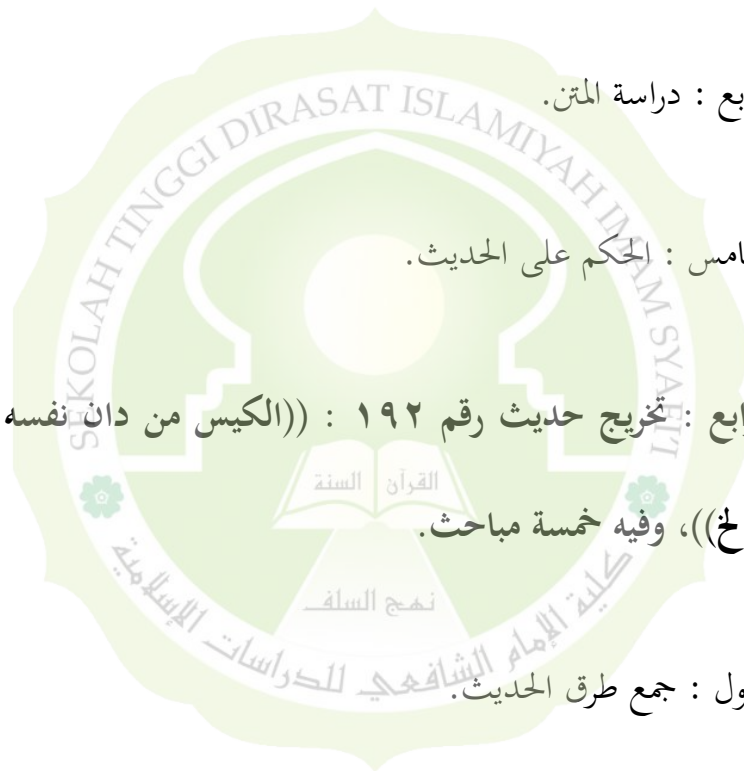 بع : دراسة المتن.
SEKOLAH TINGGI DIRASAT ISLAMIYAH IMAM SYAFE'I
امس : الحكم على الحديث.
ابع : تخريج حديث رقم ١٩٢ : ((الكيس من دان نفسه
القرآن السنة
لخ))، وفيه خمسة مباحث.
نهج السلف
كلية الإمام الشافعي للدراسات الإسلامية
ول : جمع طرق الحديث.